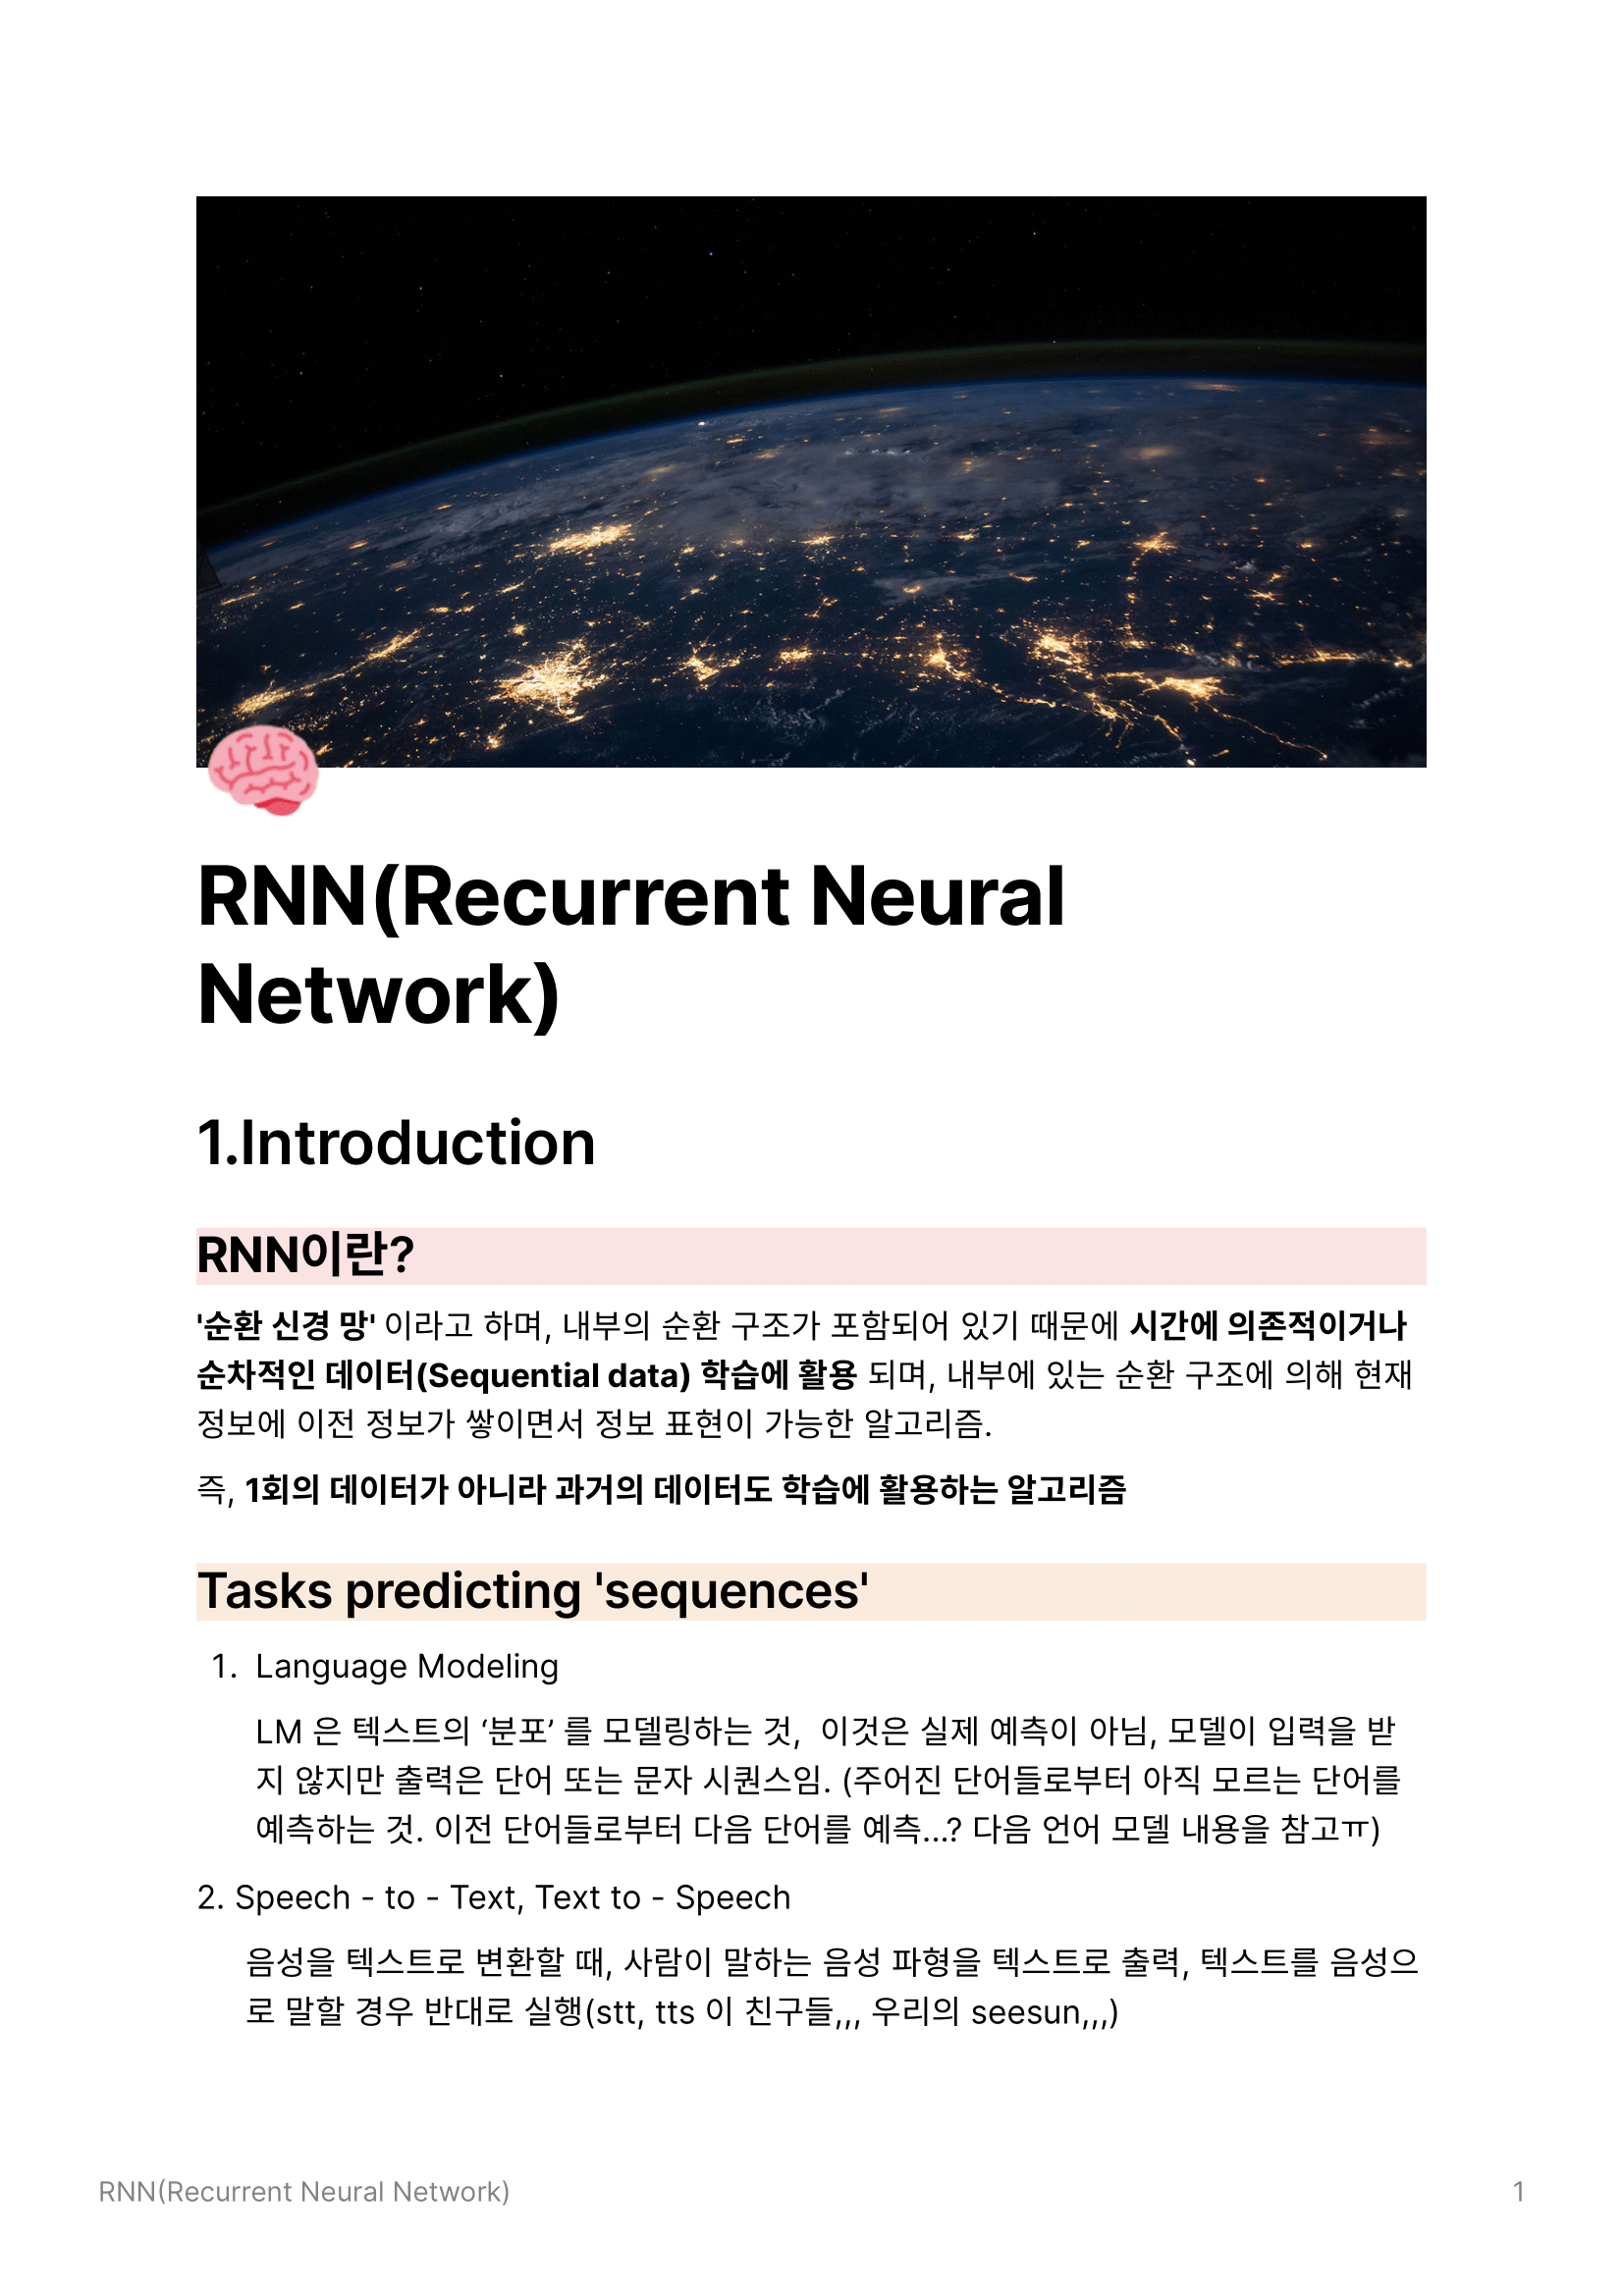 RNN(Recurrent Neural
Network)
1.Introduction
RNN이란?
'순환 신경 망' 이라고 하며, 내부의 순환 구조가 포함되어 있기 때문에 시간에 의존적이거나
순차적인 데이터(Sequential data) 학습에 활용 되며, 내부에 있는 순환 구조에 의해 현재
정보에 이전 정보가 쌓이면서 정보 표현이 가능한 알고리즘.
즉, 1회의 데이터가 아니라 과거의 데이터도 학습에 활용하는 알고리즘
Tasks predicting 'sequences'
1. Language Modeling
LM 은 텍스트의 ‘분포’ 를 모델링하는 것,  이것은 실제 예측이 아님, 모델이 입력을 받
지 않지만 출력은 단어 또는 문자 시퀀스임. (주어진 단어들로부터 아직 모르는 단어를
예측하는 것. 이전 단어들로부터 다음 단어를 예측...? 다음 언어 모델 내용을 참고ㅠ)
2. Speech - to - Text, Text to - Speech
음성을 텍스트로 변환할 때, 사람이 말하는 음성 파형을 텍스트로 출력, 텍스트를 음성으
로 말할 경우 반대로 실행(stt, tts 이 친구들,,, 우리의 seesun,,,)
RNN(Recurrent Neural Network) 1